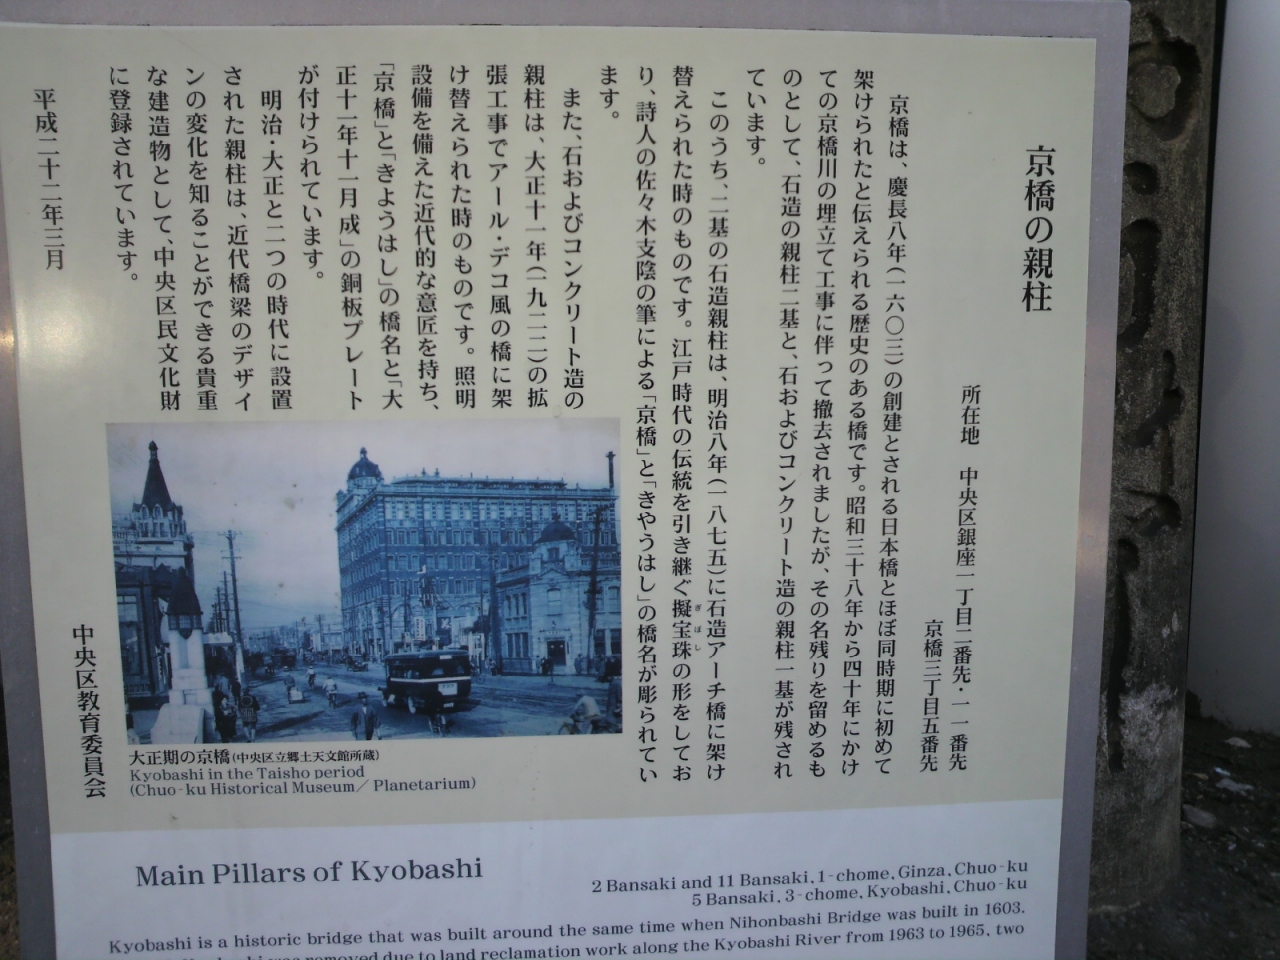 京橋の親柱
所在地　中央区銀座一丁目二番先・一一番先
京橋三丁目五番先
京橋は、慶長八年(一六〇三)の創建とされる日本橋とほぼ同時期に初めて
架けられたと伝えられる歴史のある橋です。昭和三十八年から四十年にかけ
ての京橋川の埋立て工事に伴って撤去されましたが、その名残りを留めるも
のとして、石造の親柱二基と、石およびコンクリート造の親柱一基が残され
ています。
このうち、二基の石造親柱は、明治八年(一八七五)に石造アーチ橋に架け
替えられた時のものです。江戸時代の伝統を引き継ぐ擬宝珠の形をしてお
ぎぼし
り、詩人の佐々木支陰の筆による「京橋」と「きやうはし」の橋名が彫られてい
ます。
また、石およびコンクリート造の
親柱は、大正十一年(一九二二)の拡
張工事でアール・デコ風の橋に架
け替えられた時のものです。照明
設備を備えた近代的な意匠を持ち、
「京橋」と「きようはし」の橋名と「大
正十一年十一月成」の銅板プレート
が付けられています。
明治・大正と二つの時代に設置
された親柱は、近代橋梁のデザイ
ンの変化を知ることができる貴重
な建造物として、中央区民文化財
に登録されています。
平成二十二年三月
中央区教育委員会
大正期の京橋(中央区立郷土天文館所蔵)
Kyobashi in the Taisho period
(Chuo-ku Historical Museum／Planetarium)
Main Pillars of Kyobashi
2 Bansaki and 11 Bansaki, 1-chome, Ginza, Chuo-ku
5 Bansaki, 3-chome, Kyobashi, Chuo-ku
Kyobashi is a historic bridge that was built around the same time when Nihonbashi Bridge was built in 1603.
removed due to land reclamation work along the Kyobashi River from 1963 to 1965, two